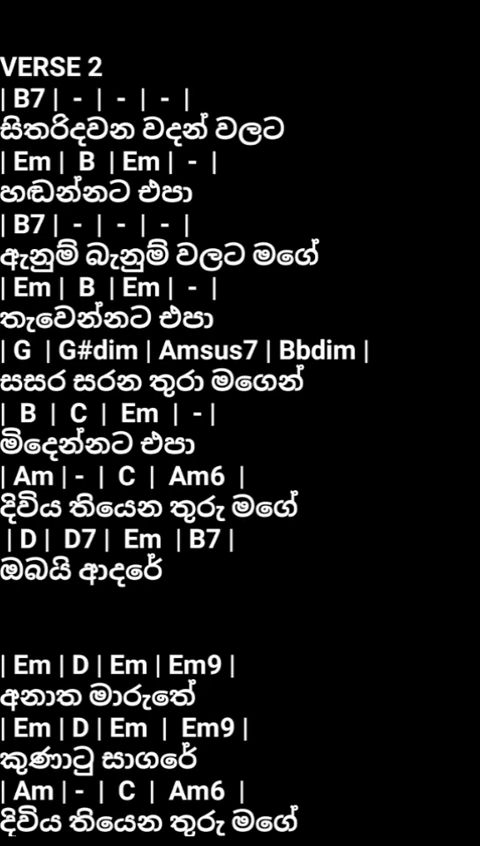 VERSE 2
| B7 | - | - | - |
සිතරිදවන වදන් වලට
| Em | B | Em | - |
හඬන්නට එපා
| B7 | - | - | - |
ඇනුම් බැනුම් වලට මගේ
| Em | B | Em | - |
තැවෙන්නට එපා
| G | G#dim | Amsus7 | Bbdim |
සසර සරන තුරා මගෙන්
| B | C | Em | - |
මිදෙන්නට එපා
| Am | - | C | Am6 |
දිවිය තියෙන තුරු මගේ
| D | D7 | Em | B7 |
ඔබයි ආදරේ
| Em | D | Em | Em9 |
අනාත මාරුතේ
| Em | D | Em | Em9 |
කුණාටු සාගරේ
| Am | - | C | Am6 |
දිවිය තියෙන තුරු මගේ